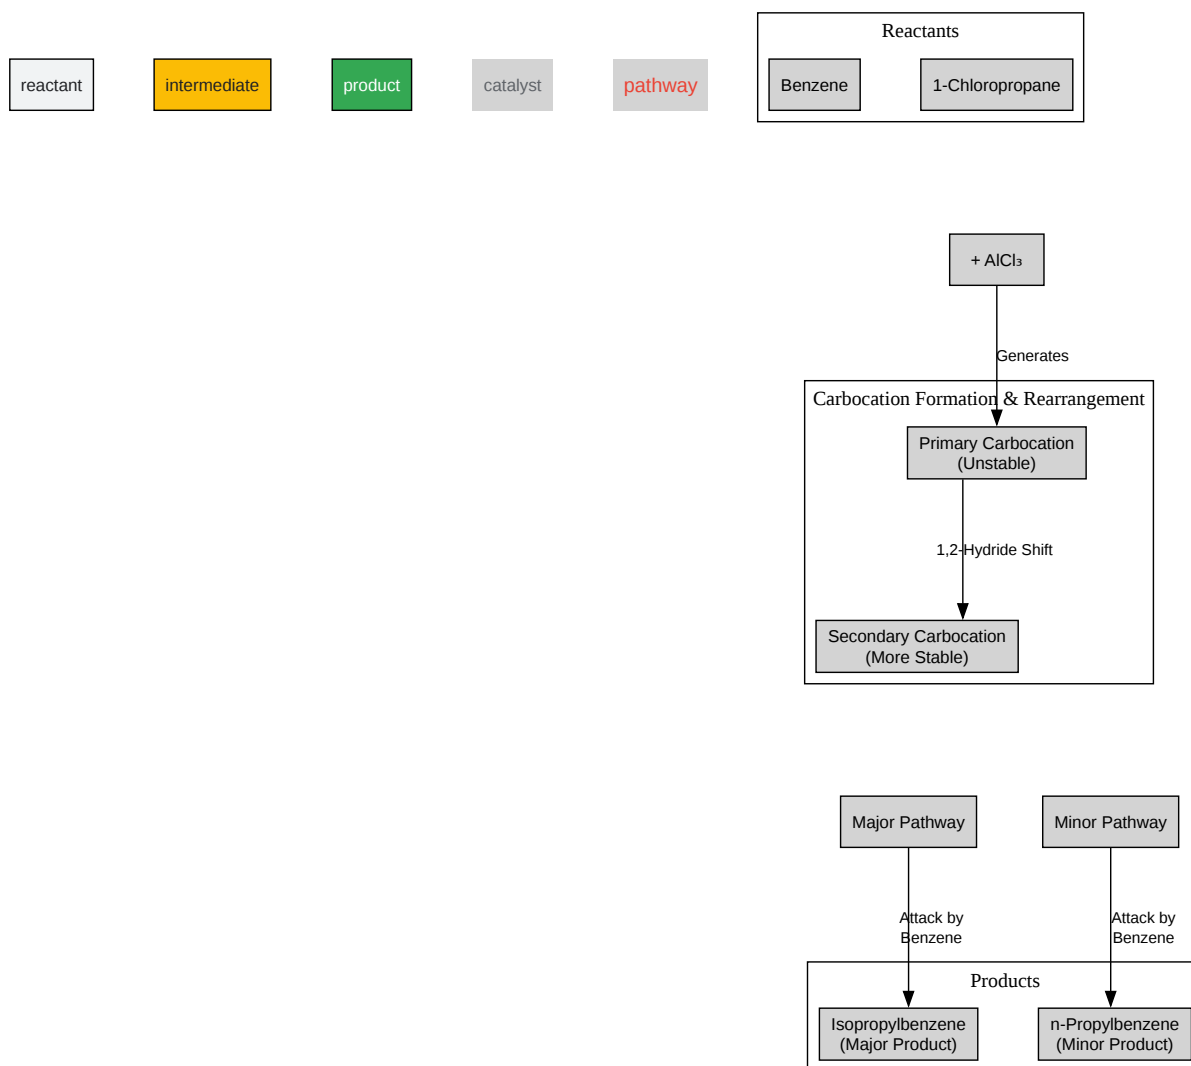 Reactants
reactant
intermediate
product
catalyst
pathway
Benzene
1-Chloropropane
+ AlCl₃
Generates
Carbocation Formation & Rearrangement
Primary Carbocation
(Unstable)
1,2-Hydride Shift
Secondary Carbocation
(More Stable)
Major Pathway
Minor Pathway
Attack by
Benzene
Attack by
Benzene
Products
Isopropylbenzene
(Major Product)
n-Propylbenzene
(Minor Product)